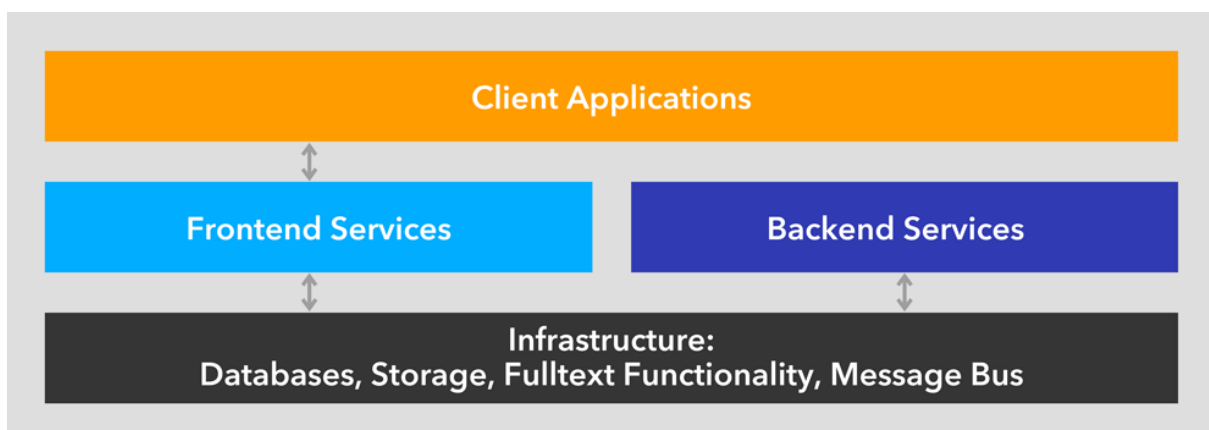 Client Applications
Frontend Services
Backend Services
Infrastructure:
Databases, Storage, Fulltext Functionality, Message Bus